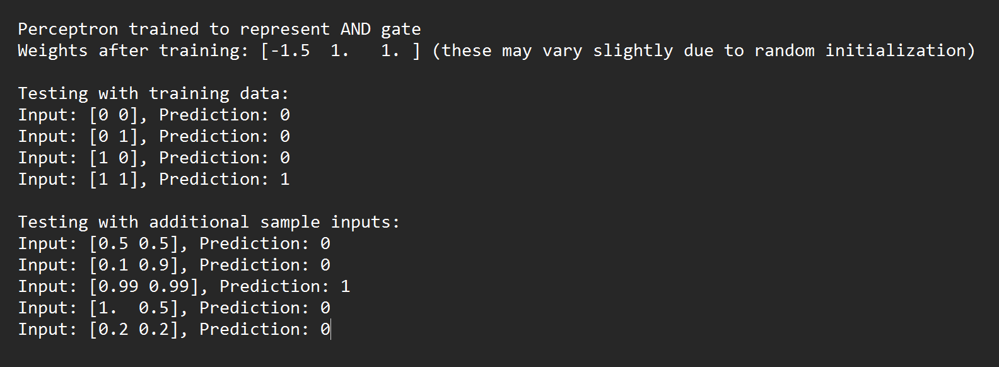 Perceptron trained to represent AND gate
Weights after training: [-1.5  1.   1. ] (these may vary slightly due to random initialization)
Testing with training data:
Input: [0 0], Prediction: 0
Input: [0 1], Prediction: 0
Input: [1 0], Prediction: 0
Input: [1 1], Prediction: 1
Testing with additional sample inputs:
Input: [0.5 0.5], Prediction: 0
Input: [0.1 0.9], Prediction: 0
Input: [0.99 0.99], Prediction: 1
Input: [1.  0.5], Prediction: 0
Input: [0.2 0.2], Prediction: 0